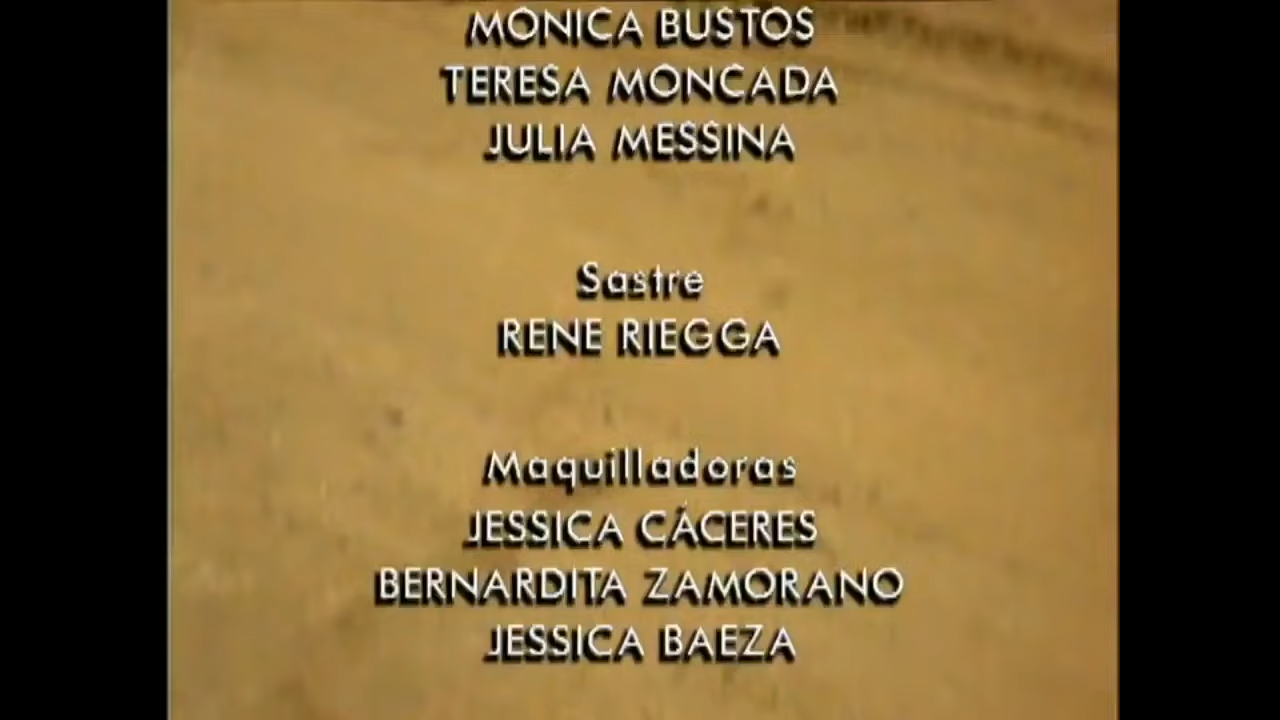 MONICA BUSTOS
TERESA MONCADA
JULIA MESSINA
Sastre
RENE RIEGGA
Maquilladoras
JESSICA CÁCERES
BERNARDITA ZAMORANO
JESSICA BAEZA